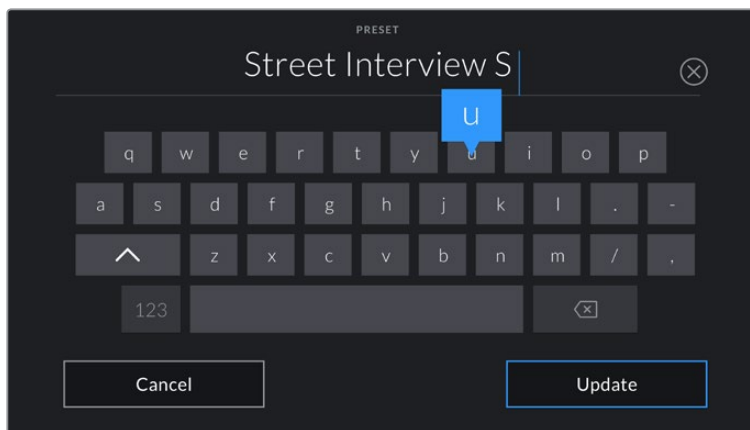 PRESET
Street Interview S
u
q w e r t y u i o p
a s d f g h j k l . -
z x c v b n m / ,
123
Cancel Update